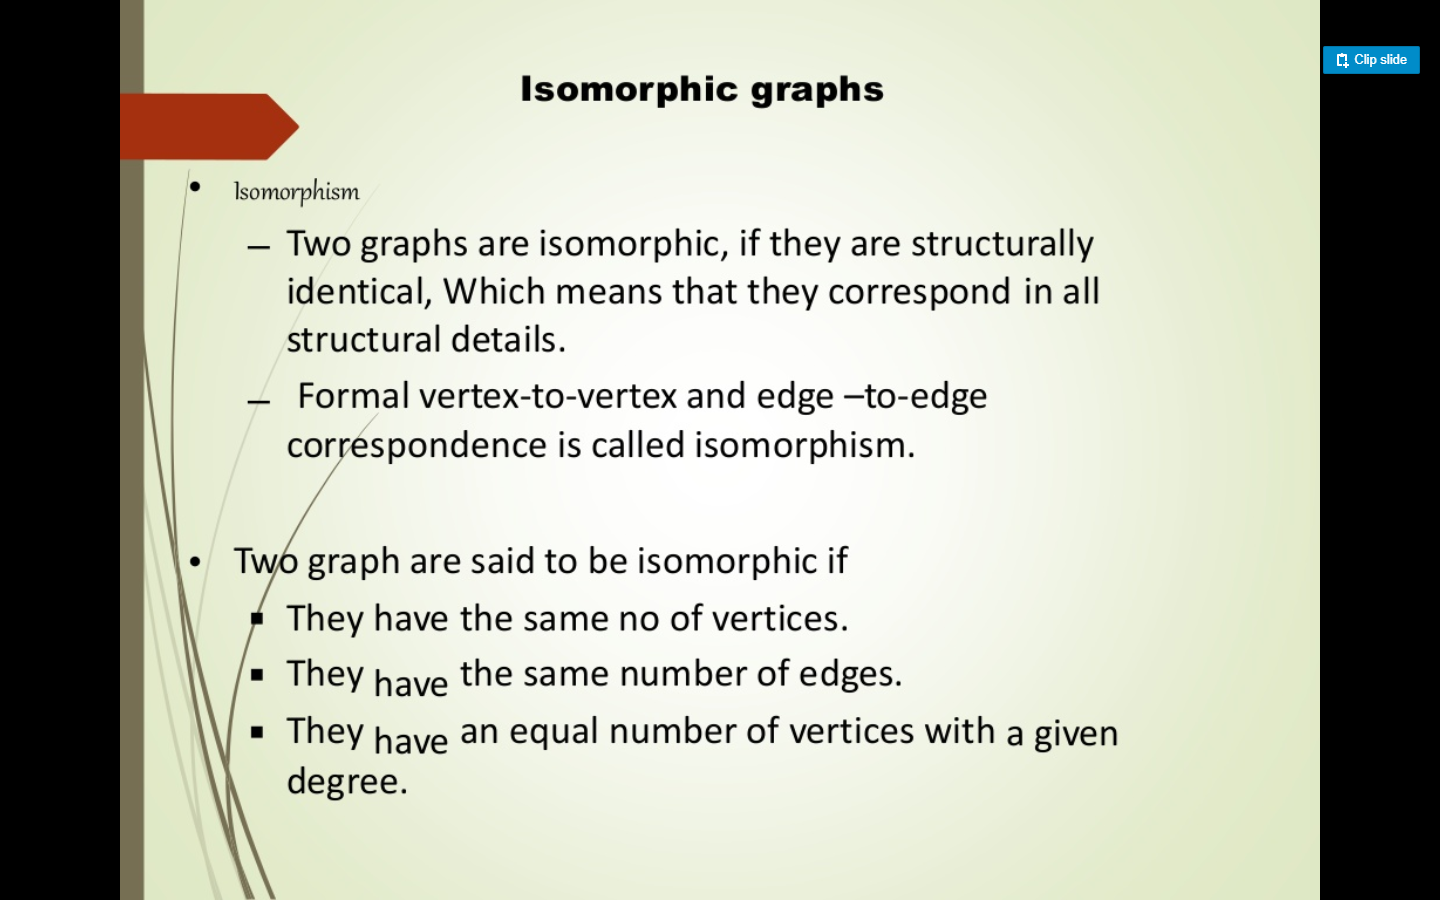 Isomorphic graphs
Clip slide
• Isomorphism
– Two graphs are isomorphic, if they are structurally
identical, Which means that they correspond in all
structural details.
– Formal vertex-to-vertex and edge –to-edge
correspondence is called isomorphism.
• Two graph are said to be isomorphic if
▪ They have the same no of vertices.
▪ They have the same number of edges.
▪ They have an equal number of vertices with a given
degree.